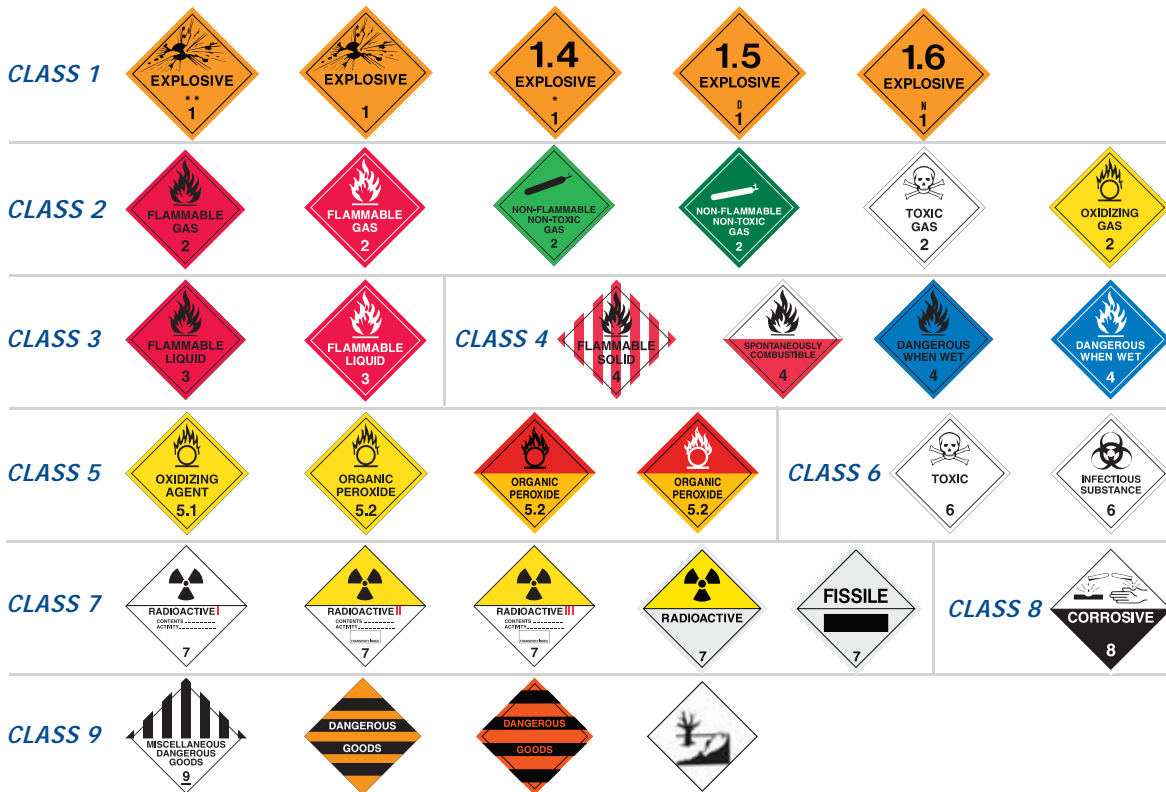 CLASS 1
EXPLOSIVE
* *
1
EXPLOSIVE
1
1.4
EXPLOSIVE
*
1
1.5
EXPLOSIVE
D
1
1.6
EXPLOSIVE
N
1
CLASS 2
FLAMMABLE
GAS
2
FLAMMABLE
GAS
2
NON-FLAMMABLE
NON-TOXIC
GAS
2
NON-FLAMMABLE
NON-TOXIC
GAS
2
TOXIC
GAS
2
OXIDIZING
GAS
2
CLASS 3
FLAMMABLE
LIQUID
3
FLAMMABLE
LIQUID
3
CLASS 4
FLAMMABLE
SOLID
4
SPONTANEOUSLY
COMBUSTIBLE
4
DANGEROUS
WHEN WET
4
DANGEROUS
WHEN WET
4
CLASS 5
OXIDIZING
AGENT
5.1
ORGANIC
PEROXIDE
5.2
ORGANIC
PEROXIDE
5.2
ORGANIC
PEROXIDE
5.2
CLASS 6
TOXIC
6
INFECTIOUS
SUBSTANCE
6
CLASS 7
RADIOACTIVE I
CONTENTS
ACTIVITY
7
RADIOACTIVE II
CONTENTS
ACTIVITY
TRANSPORT INDEX
7
RADIOACTIVE III
CONTENTS
ACTIVITY
TRANSPORT INDEX
7
RADIOACTIVE
7
FISSILE
7
CLASS 8
CORROSIVE
8
CLASS 9
MISCELLANEOUS
DANGEROUS
GOODS
9
DANGEROUS
GOODS
DANGEROUS
GOODS